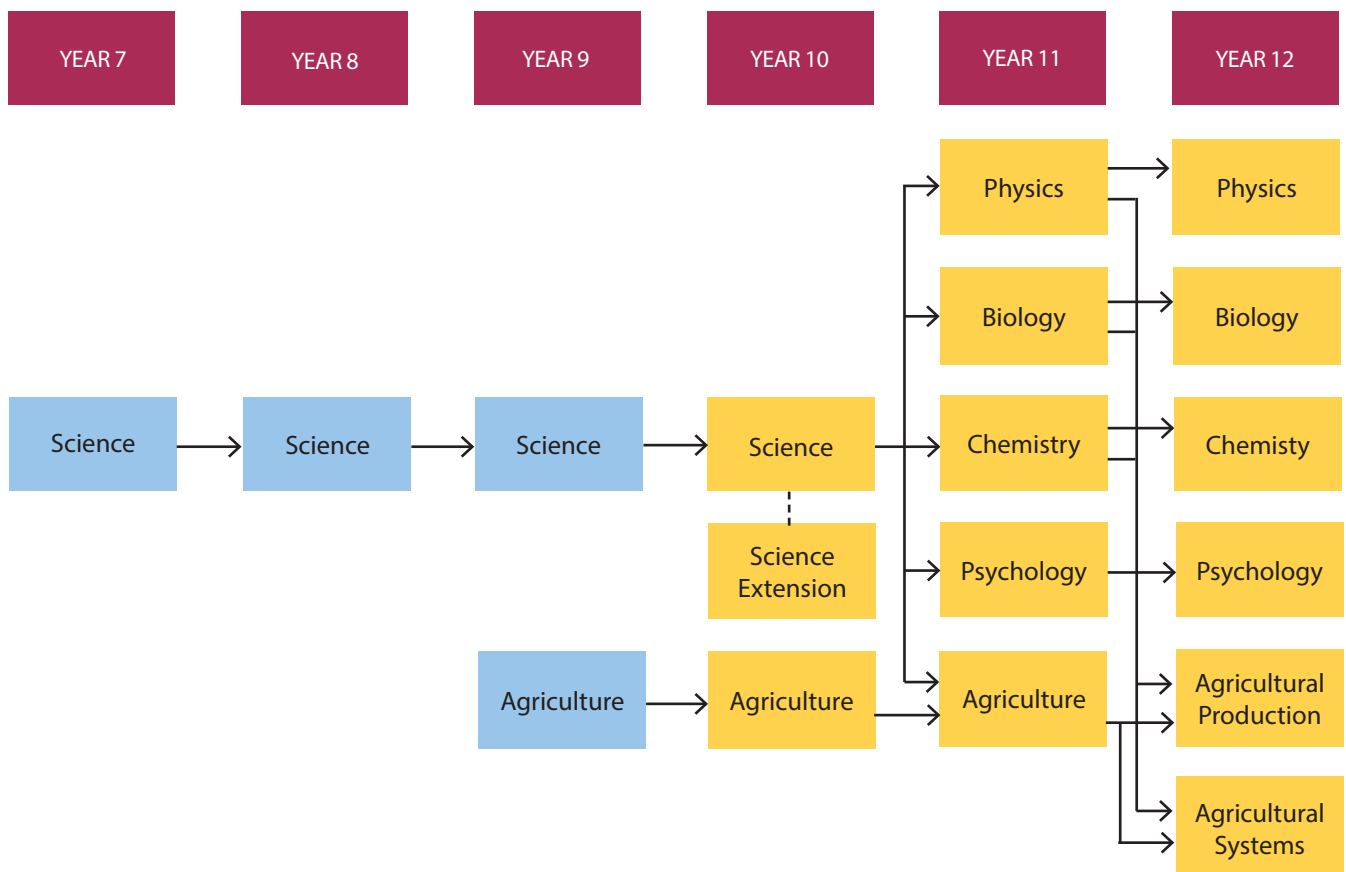 YEAR 7
YEAR 8
YEAR 9
YEAR 10
YEAR 11
YEAR 12
Physics
Physics
Biology
Biology
Science
Science
Science
Science
Chemistry
Chemisty
Science
Extension
Psychology
Psychology
Agriculture
Agriculture
Agriculture
Agricultural
Production
Agricultural
Systems